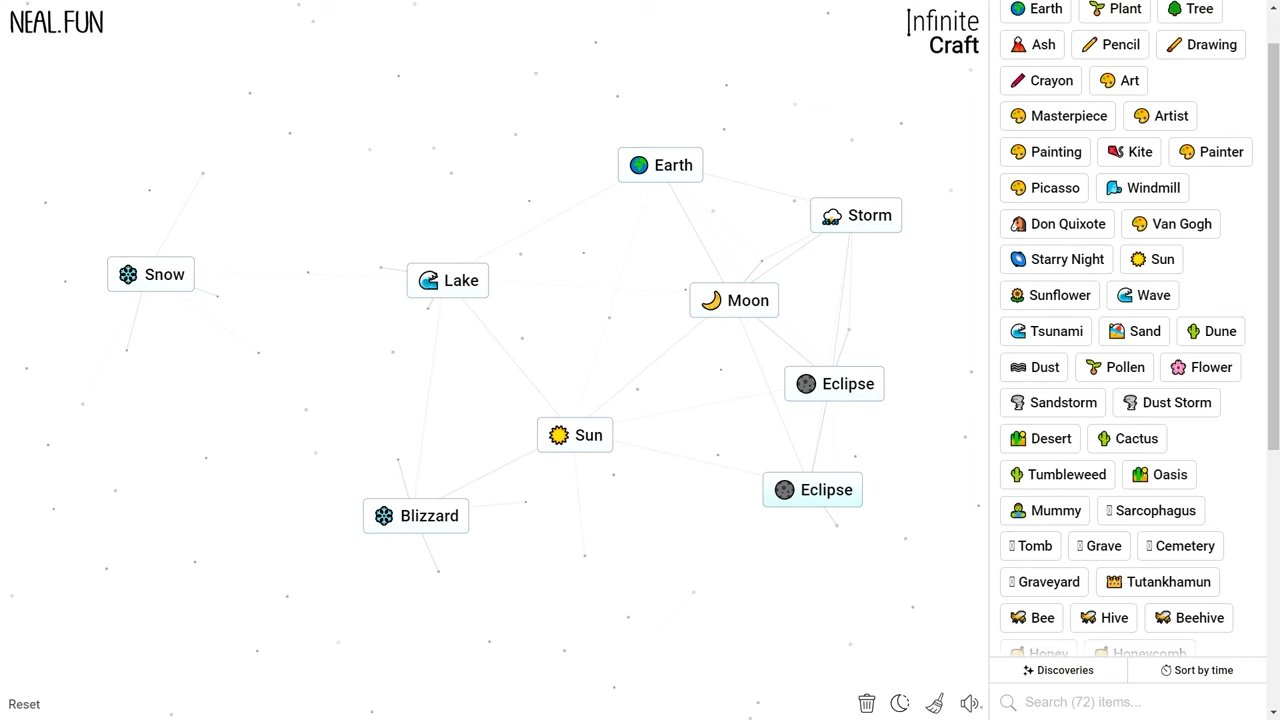 NEAL.FUN
Infinite
Craft
Earth
Storm
Snow
Lake
Moon
Eclipse
Sun
Eclipse
Blizzard
Reset
Earth Plant Tree
Ash Pencil Drawing
Crayon Art
Masterpiece Artist
Painting Kite Painter
Picasso Windmill
Don Quixote Van Gogh
Starry Night Sun
Sunflower Wave
Tsunami Sand Dune
Dust Pollen Flower
Sandstorm Dust Storm
Desert Cactus
Tumbleweed Oasis
Mummy Sarcophagus
Tomb Grave Cemetery
Graveyard Tutankhamun
Bee Hive Beehive
Honey Honeycomb
Discoveries Sort by time
Search (72) items...